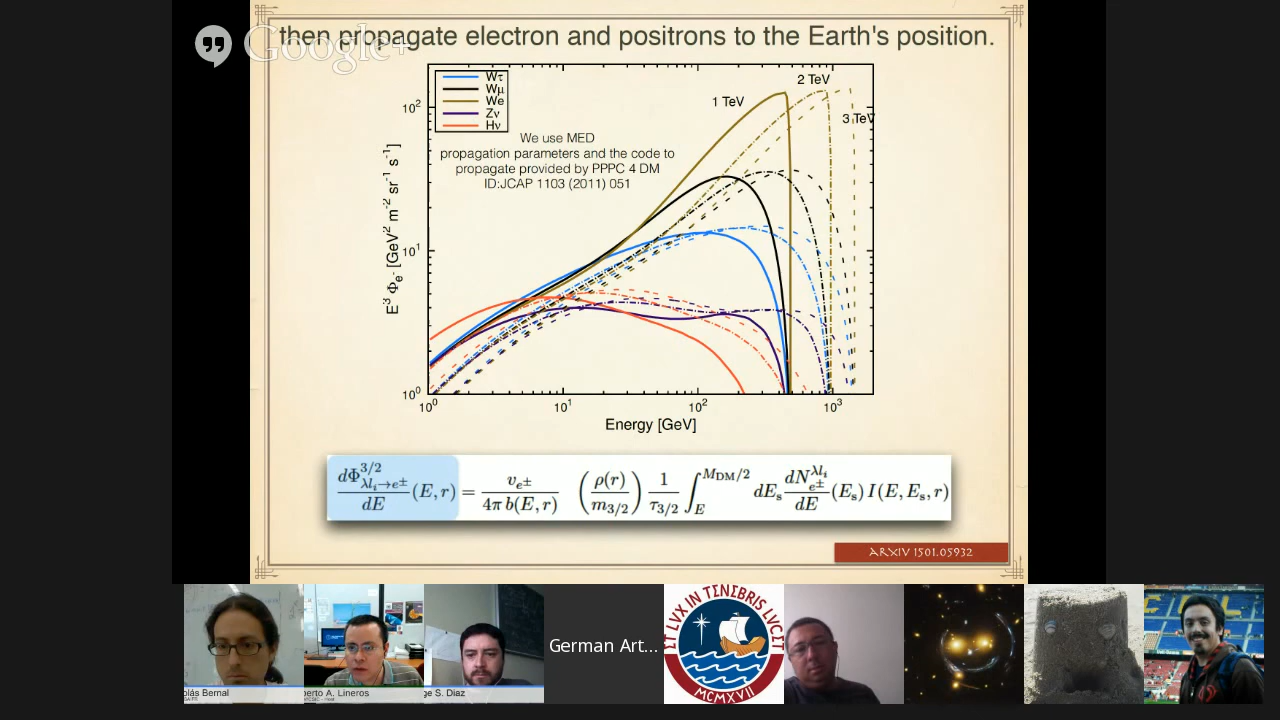 then propagate electron and positrons to the Earth's position.
Google+
Wτ
Wμ
We
Zν
Hν
1 TeV
2 TeV
3 TeV
We use MED
propagation parameters and the code to
propagate provided by PPPC 4 DM
ID:JCAP 1103 (2011) 051
E³ Φe⁻ [GeV² m⁻² sr⁻¹ s⁻¹]
10²
10¹
10⁰
10⁰ 10¹ 10² 10³
Energy [GeV]
dΦ^{3/2}_{λl_i→e^±}/dE (E, r) = v_{e^±}/(4π b(E, r)) (ρ(r)/m_{3/2}) 1/τ_{3/2} ∫_E^{M_DM/2} dE_s dN^{λl_i}_{e^±}/dE (E_s) I(E, E_s, r)
ARXIV 1501.05932
German Art...
ET LVX IN TENEBRIS LVCET
MCMXVII
olás Bernal
berto A. Lineros
ge S. Diaz